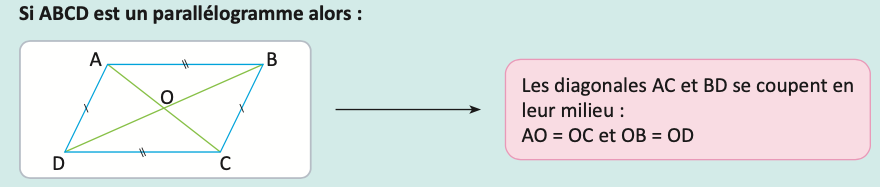 Si ABCD est un parallélogramme alors :
A
B
O
D
C
Les diagonales AC et BD se coupent en
leur milieu :
AO = OC et OB = OD